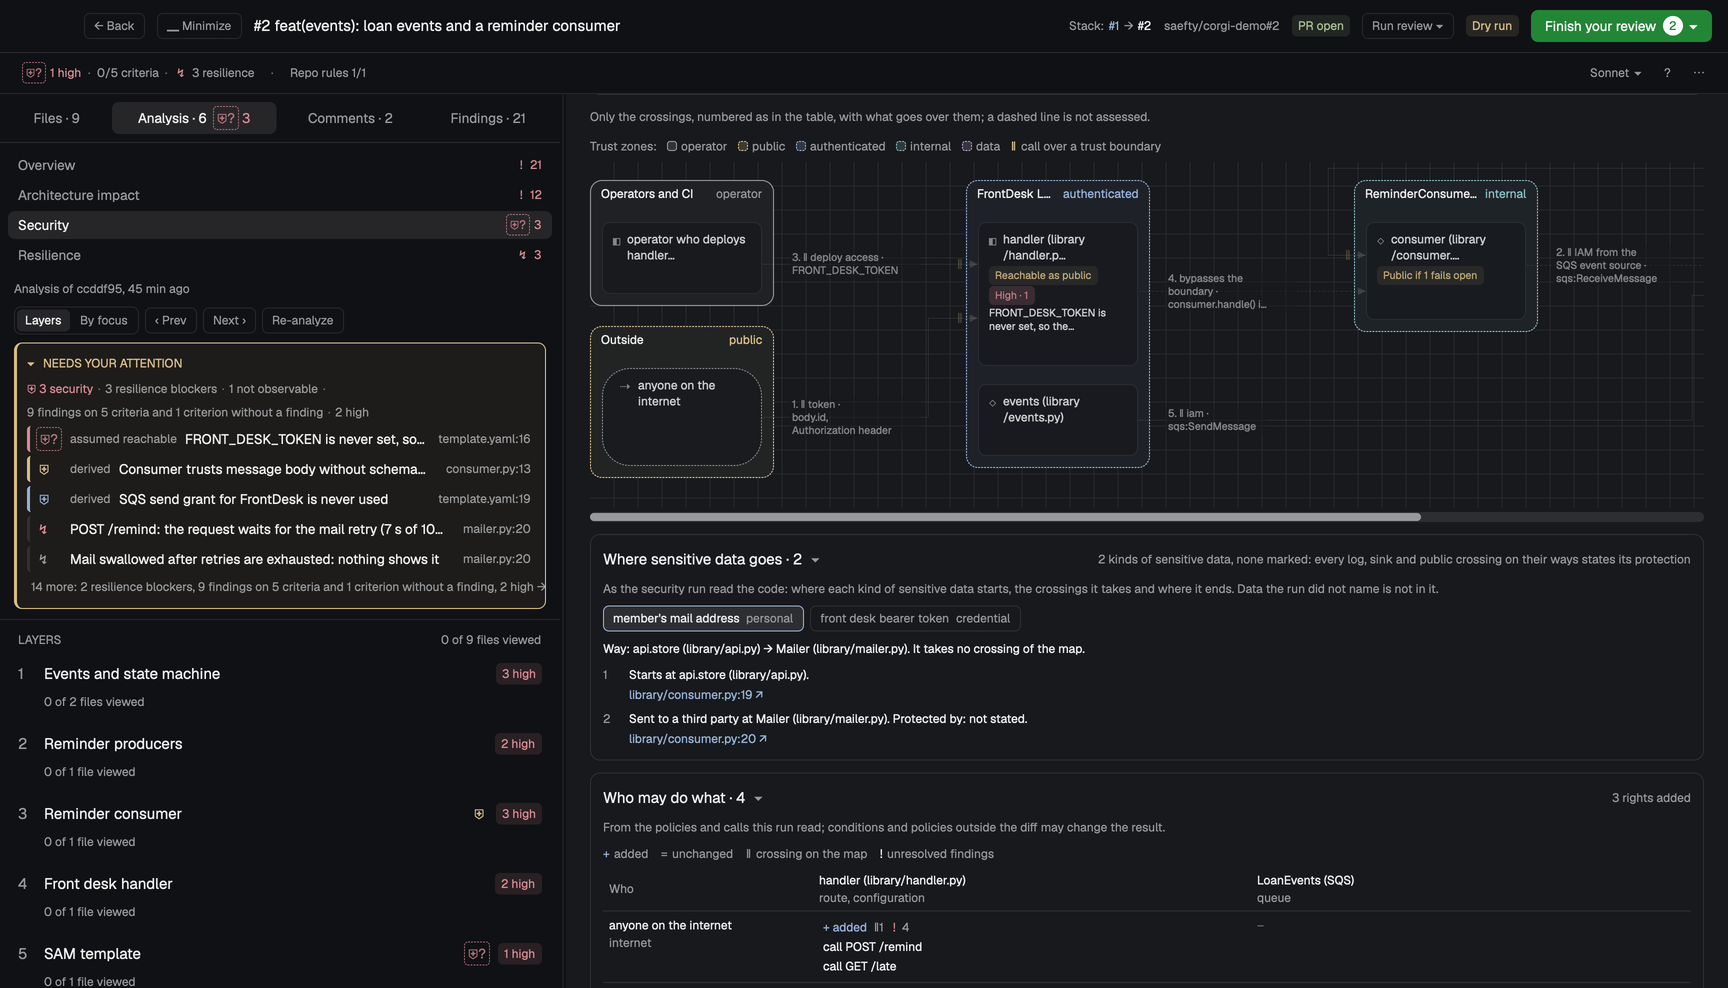 ← Back
Minimize
#2 feat(events): loan events and a reminder consumer
Stack: #1 → #2
saefty/corgi-demo#2
PR open
Run review
Dry run
Finish your review 2
? 1 high · 0/5 criteria · 3 resilience · Repo rules 1/1
Sonnet
?
···
Files · 9
Analysis · 6 ? 3
Comments · 2
Findings · 21
Overview ! 21
Architecture impact ! 12
Security ? 3
Resilience 3
Analysis of ccddf95, 45 min ago
Layers
By focus
‹ Prev
Next ›
Re-analyze
NEEDS YOUR ATTENTION
3 security · 3 resilience blockers · 1 not observable ·
9 findings on 5 criteria and 1 criterion without a finding · 2 high
? assumed reachable FRONT_DESK_TOKEN is never set, so... template.yaml:16
derived Consumer trusts message body without schema... consumer.py:13
derived SQS send grant for FrontDesk is never used template.yaml:19
POST /remind: the request waits for the mail retry (7 s of 10... mailer.py:20
Mail swallowed after retries are exhausted: nothing shows it mailer.py:20
14 more: 2 resilience blockers, 9 findings on 5 criteria and 1 criterion without a finding, 2 high →
LAYERS
0 of 9 files viewed
1 Events and state machine 3 high
0 of 2 files viewed
2 Reminder producers 2 high
0 of 1 file viewed
3 Reminder consumer 3 high
0 of 1 file viewed
4 Front desk handler 2 high
0 of 1 file viewed
5 SAM template ? 1 high
0 of 1 file viewed
Only the crossings, numbered as in the table, with what goes over them; a dashed line is not assessed.
Trust zones: operator public authenticated internal data call over a trust boundary
Operators and CI operator
operator who deploys
handler...
3. ‖ deploy access ·
FRONT_DESK_TOKEN
Outside public
anyone on the
internet
1. ‖ token ·
body.id,
Authorization header
FrontDesk L... authenticated
handler (library
/handler.p...
Reachable as public
High · 1
FRONT_DESK_TOKEN is
never set, so the...
events (library
/events.py)
4. bypasses the
boundary ·
consumer.handle() i...
5. ‖ iam ·
sqs:SendMessage
ReminderConsume... internal
consumer (library
/consumer....
Public if 1 fails open
2. ‖ IAM from the
SQS event source ·
sqs:ReceiveMessage
Where sensitive data goes · 2
2 kinds of sensitive data, none marked: every log, sink and public crossing on their ways states its protection
As the security run read the code: where each kind of sensitive data starts, the crossings it takes and where it ends. Data the run did not name is not in it.
member's mail address personal
front desk bearer token credential
Way: api.store (library/api.py) → Mailer (library/mailer.py). It takes no crossing of the map.
1 Starts at api.store (library/api.py).
library/consumer.py:19 ↗
2 Sent to a third party at Mailer (library/mailer.py). Protected by: not stated.
library/consumer.py:20 ↗
Who may do what · 4
3 rights added
From the policies and calls this run read; conditions and policies outside the diff may change the result.
+ added = unchanged ‖ crossing on the map ! unresolved findings
Who
handler (library/handler.py)
route, configuration
LoanEvents (SQS)
queue
anyone on the internet
internet
+ added ‖1 ! 4
call POST /remind
call GET /late
–